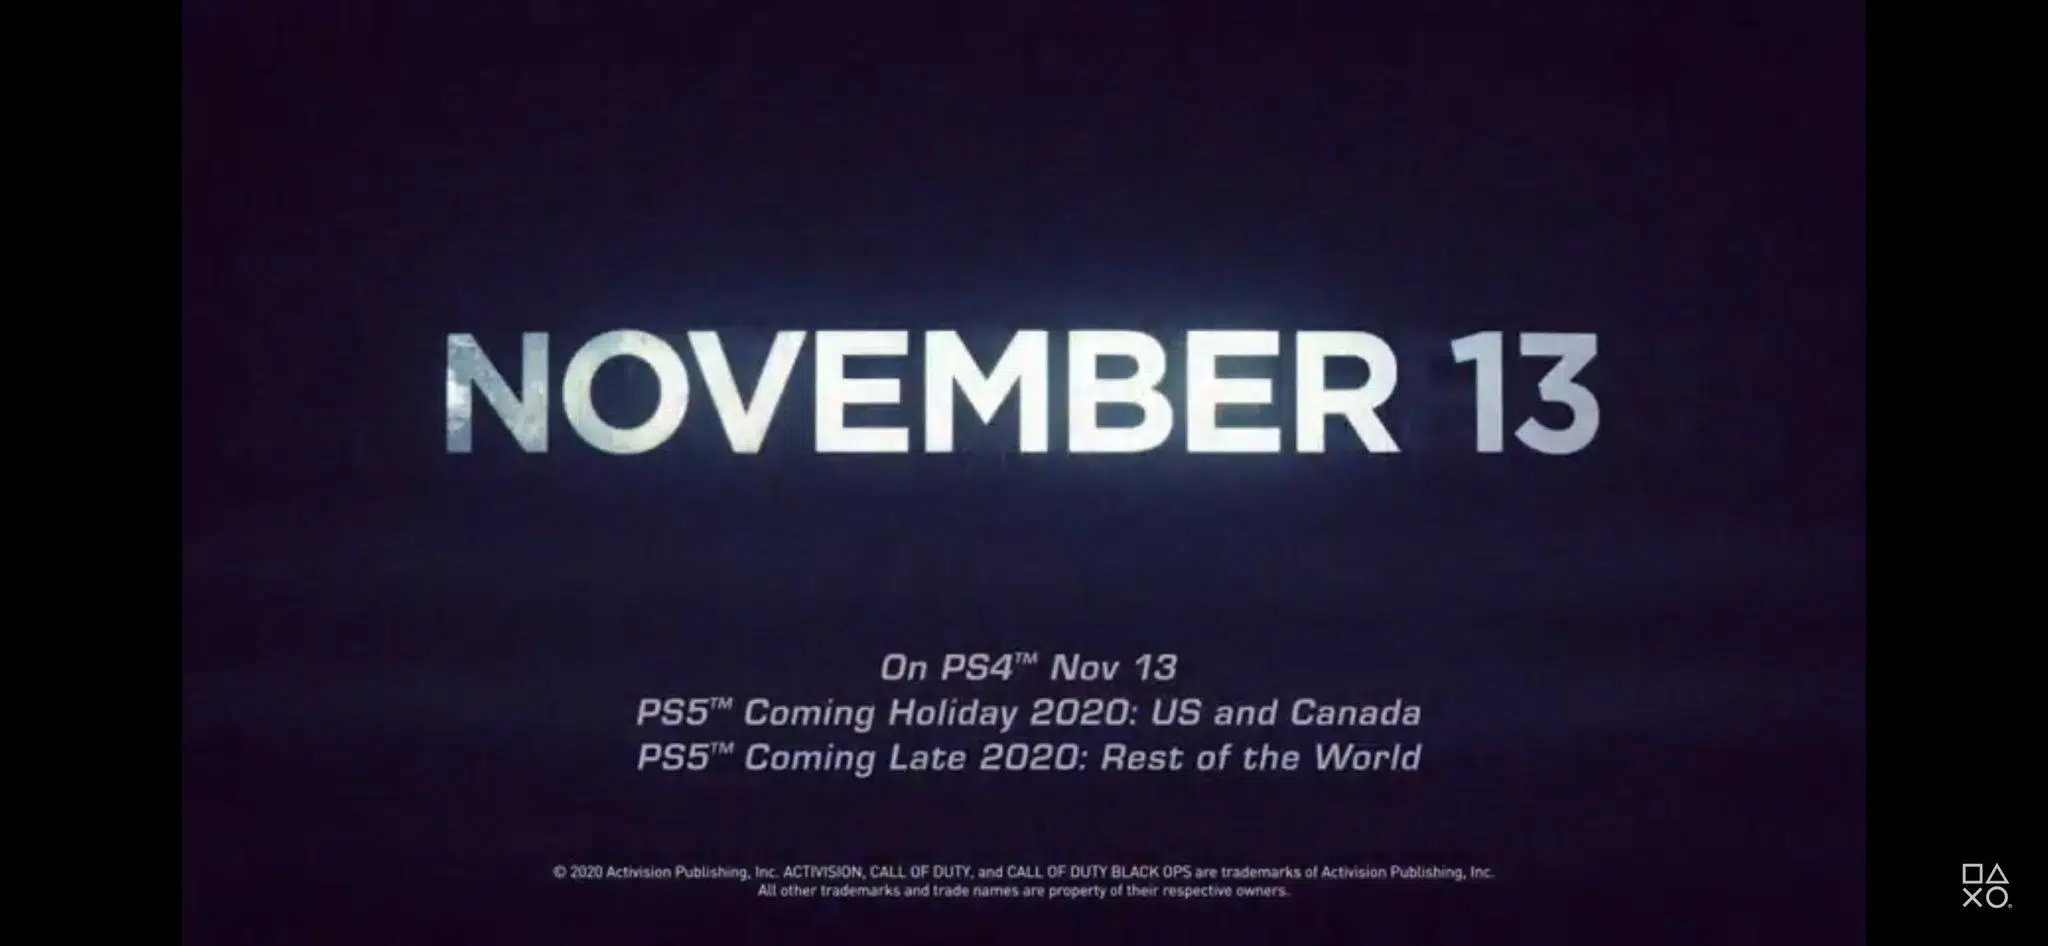 NOVEMBER 13
On PS4™ Nov 13
PS5™ Coming Holiday 2020: US and Canada
PS5™ Coming Late 2020: Rest of the World
© 2020 Activision Publishing, Inc. ACTIVISION, CALL OF DUTY, and CALL OF DUTY BLACK OPS are trademarks of Activision Publishing, Inc.
All other trademarks and trade names are property of their respective owners.